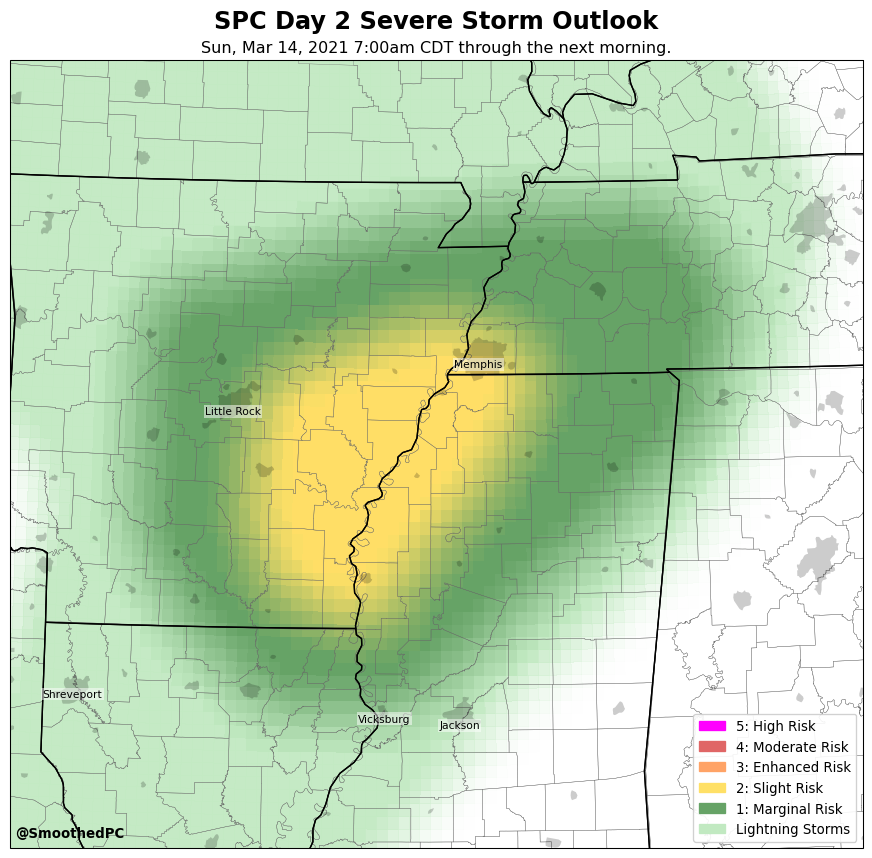 SPC Day 2 Severe Storm Outlook
Sun, Mar 14, 2021 7:00am CDT through the next morning.
Memphis
Little Rock
Shreveport
Vicksburg
Jackson
5: High Risk
4: Moderate Risk
3: Enhanced Risk
2: Slight Risk
1: Marginal Risk
Lightning Storms
@SmoothedPC